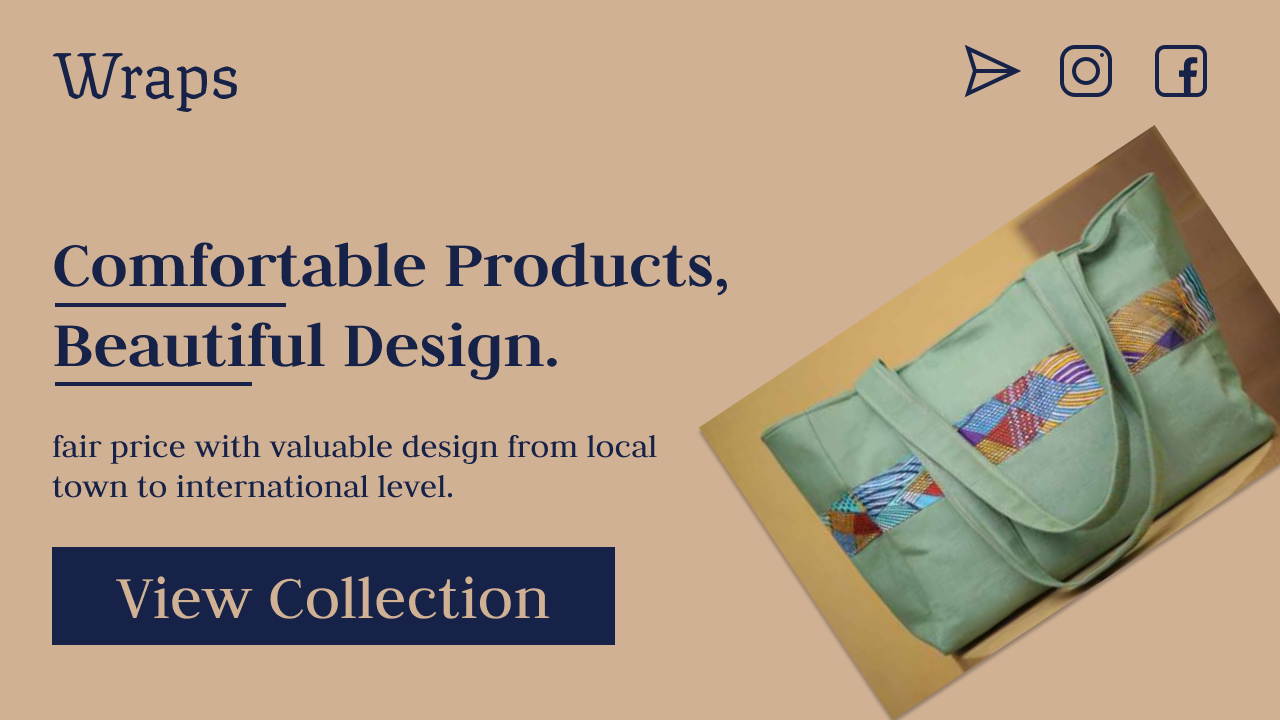 Wraps
Comfortable Products,
Beautiful Design.
fair price with valuable design from local
town to international level.
View Collection